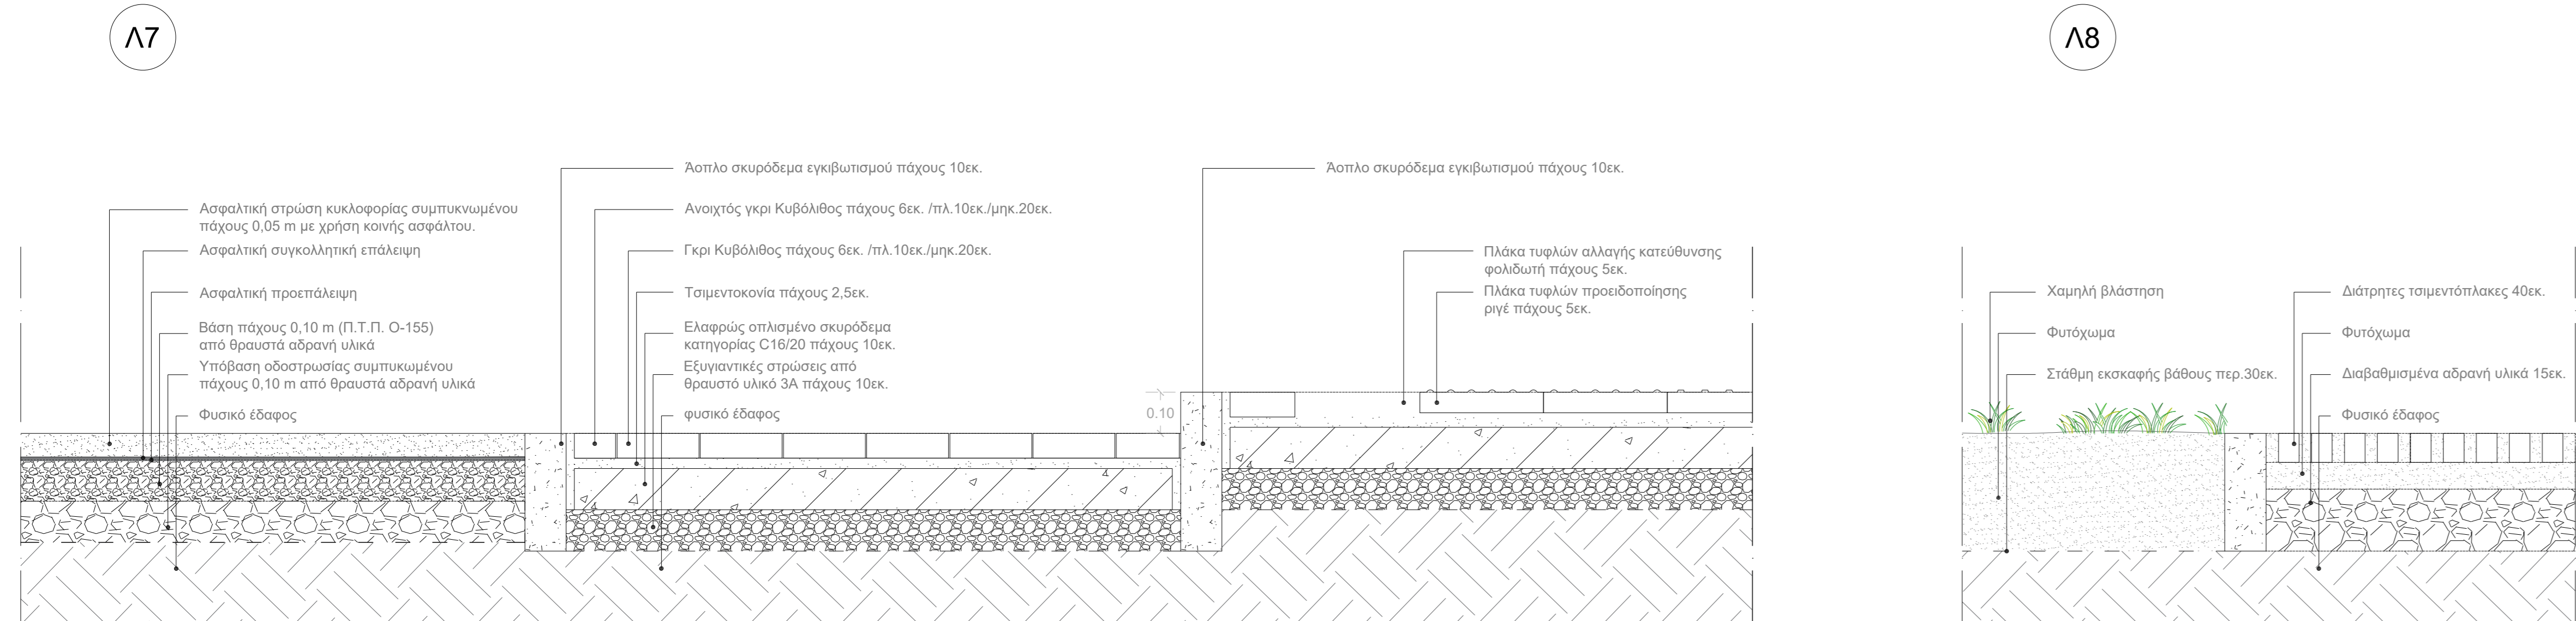 Λ7
Άοπλο σκυρόδεμα εγκιβωτισμού πάχους 10εκ.
Ασφαλτική στρώση κυκλοφορίας συμπυκνωμένου
πάχους 0,05 m με χρήση κοινής ασφάλτου.
Ασφαλτική συγκολλητική επάλειψη
Ασφαλτική προεπάλειψη
Βάση πάχους 0,10 m (Π.Τ.Π. Ο-155)
από θραυστά αδρανή υλικά
Υπόβαση οδοστρωσίας συμπυκωμένου
πάχους 0,10 m από θραυστά αδρανή υλικά
Φυσικό έδαφος
Ανοιχτός γκρι Κυβόλιθος πάχους 6εκ. /πλ.10εκ./μηκ.20εκ.
Γκρι Κυβόλιθος πάχους 6εκ. /πλ.10εκ./μηκ.20εκ.
Τσιμεντοκονία πάχους 2,5εκ.
Ελαφρώς οπλισμένο σκυρόδεμα
κατηγορίας C16/20 πάχους 10εκ.
Εξυγιαντικές στρώσεις από
θραυστό υλικό 3Α πάχους 10εκ.
φυσικό έδαφος
Άοπλο σκυρόδεμα εγκιβωτισμού πάχους 10εκ.
Πλάκα τυφλών αλλαγής κατεύθυνσης
φολιδωτή πάχους 5εκ.
Πλάκα τυφλών προειδοποίησης
ριγέ πάχους 5εκ.
0.10
Λ8
Χαμηλή βλάστηση
Φυτόχωμα
Στάθμη εκσκαφής βάθους περ.30εκ.
Διάτρητες τσιμεντόπλακες 40εκ.
Φυτόχωμα
Διαβαθμισμένα αδρανή υλικά 15εκ.
Φυσικό έδαφος